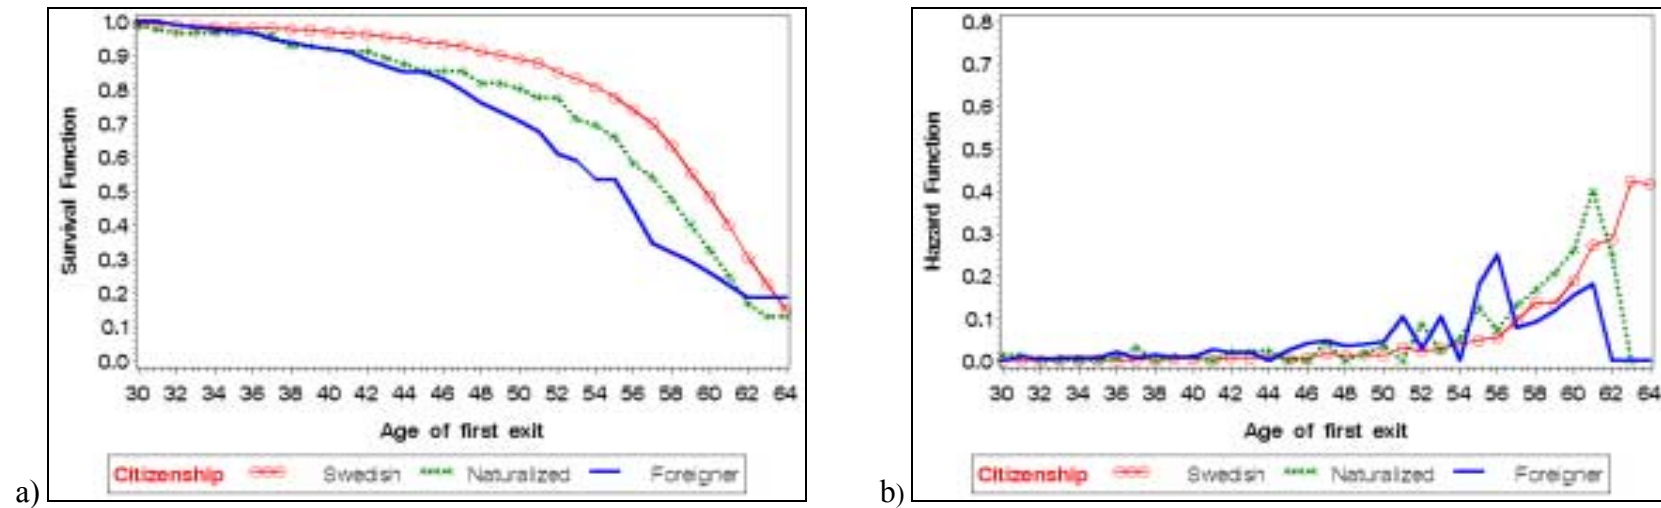 1.0
0.9
0.8
0.7
0.6
0.5
0.4
0.3
0.2
0.1
0.0
Survival Function
30 32 34 36 38 40 42 44 46 48 50 52 54 56 58 60 62 64
Age of first exit
Citizenship Swedish Naturalized Foreigner
a)
0.8
0.7
0.6
0.5
0.4
0.3
0.2
0.1
0.0
Hazard Function
30 32 34 36 38 40 42 44 46 48 50 52 54 56 58 60 62 64
Age of first exit
Citizenship Swedish Naturalized Foreigner
b)